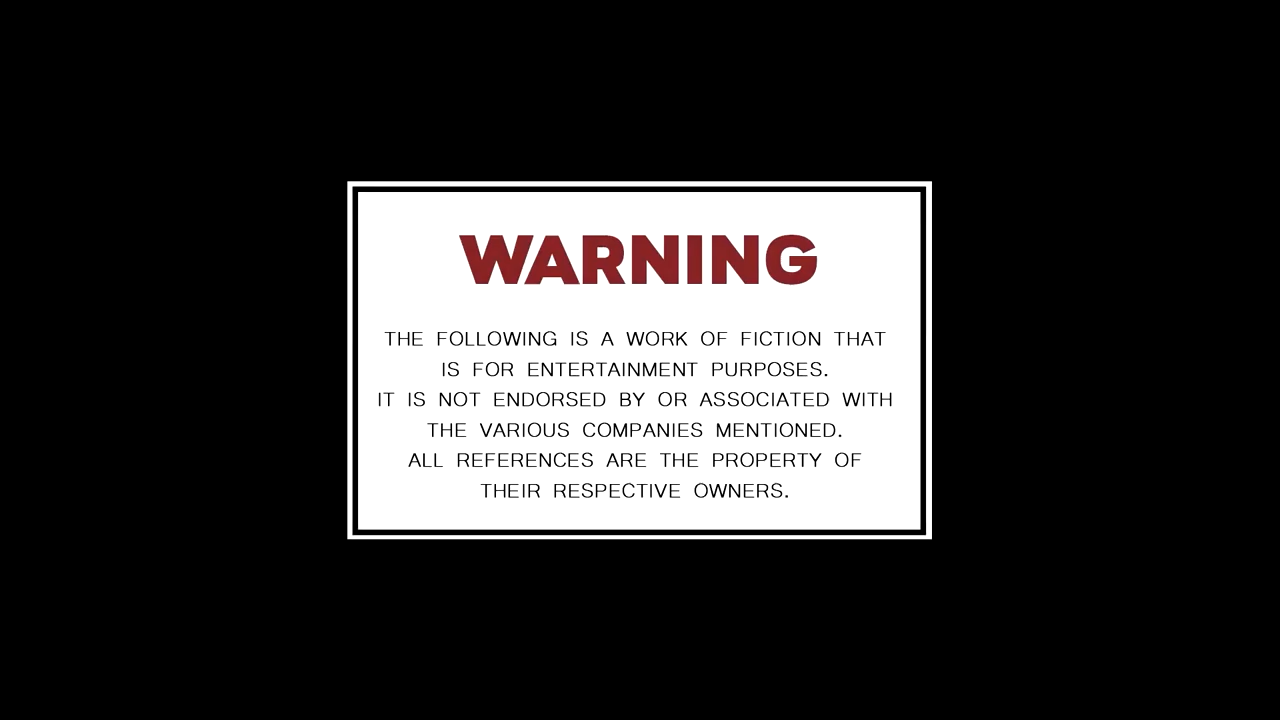 WARNING
THE FOLLOWING IS A WORK OF FICTION THAT
IS FOR ENTERTAINMENT PURPOSES.
IT IS NOT ENDORSED BY OR ASSOCIATED WITH
THE VARIOUS COMPANIES MENTIONED.
ALL REFERENCES ARE THE PROPERTY OF
THEIR RESPECTIVE OWNERS.